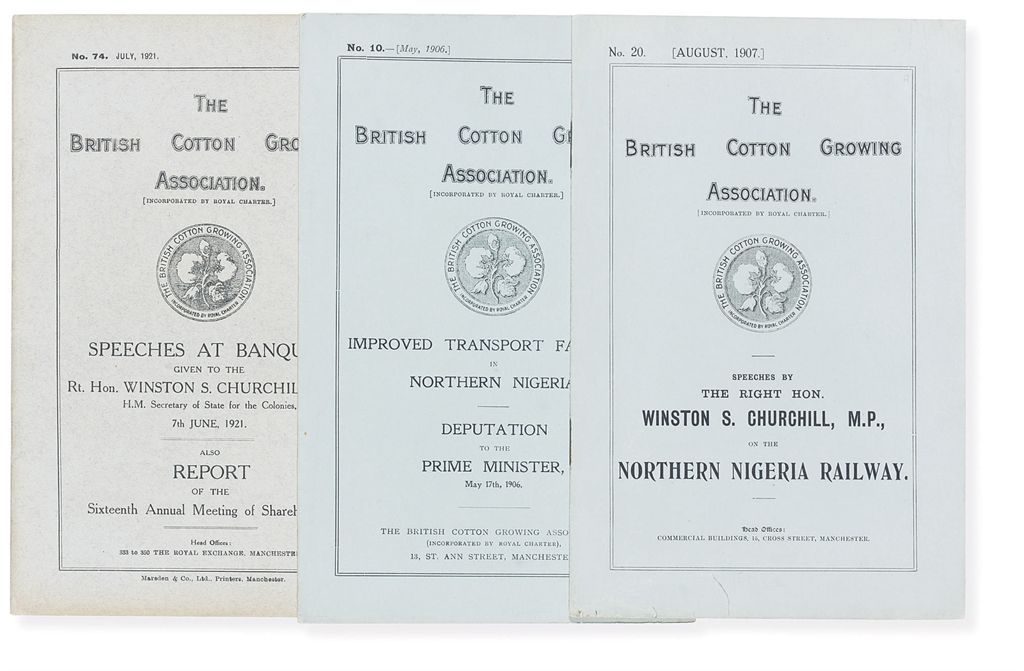 No. 74. JULY, 1921.
THE
BRITISH COTTON GRO
ASSOCIATION.
[INCORPORATED BY ROYAL CHARTER.]
THE BRITISH COTTON GROWING ASSOCIATION
INCORPORATED BY ROYAL CHARTER
SPEECHES AT BANQU
GIVEN TO THE
Rt. Hon. WINSTON S. CHURCHIL
H.M. Secretary of State for the Colonies,
7th JUNE, 1921.
ALSO
REPORT
OF THE
Sixteenth Annual Meeting of Shareh
Head Offices:
333 to 350 THE ROYAL EXCHANGE, MANCHESTE
Marsden & Co., Ltd., Printers, Manchester.
No. 10.—[May, 1906.]
THE
BRITISH COTTON G
ASSOCIATION.
[INCORPORATED BY ROYAL CHARTER.]
THE BRITISH COTTON GROWING ASSOCIATION
INCORPORATED BY ROYAL CHARTER
IMPROVED TRANSPORT FA
IN
NORTHERN NIGERIA
DEPUTATION
TO THE
PRIME MINISTER,
May 17th, 1906.
THE BRITISH COTTON GROWING ASSO
(INCORPORATED BY ROYAL CHARTER),
13, ST. ANN STREET, MANCHESTE
No. 20. [AUGUST, 1907.]
THE
BRITISH COTTON GROWING
ASSOCIATION.
[INCORPORATED BY ROYAL CHARTER.]
THE BRITISH COTTON GROWING ASSOCIATION
INCORPORATED BY ROYAL CHARTER
SPEECHES BY
THE RIGHT HON.
WINSTON S. CHURCHILL, M.P.,
ON THE
NORTHERN NIGERIA RAILWAY.
Head Offices:
COMMERCIAL BUILDINGS, 15, CROSS STREET, MANCHESTER.